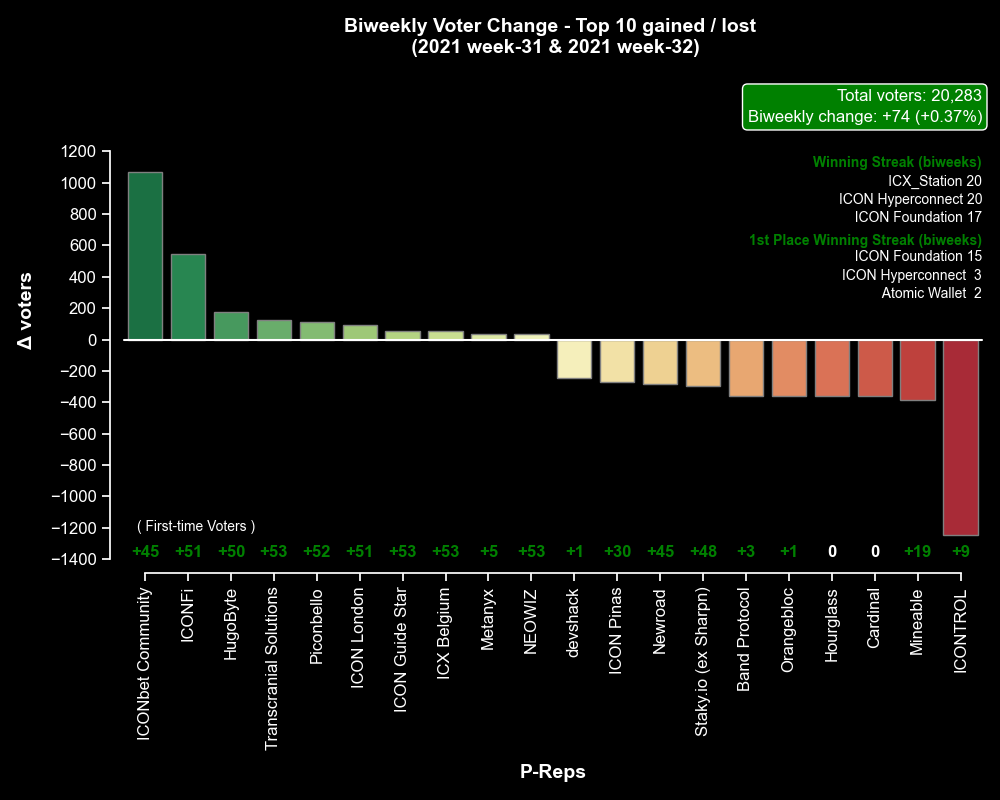 Biweekly Voter Change - Top 10 gained / lost
(2021 week-31 & 2021 week-32)
Total voters: 20,283
Biweekly change: +74 (+0.37%)
Winning Streak (biweeks)
ICX_Station 20
ICON Hyperconnect 20
ICON Foundation 17
1st Place Winning Streak (biweeks)
ICON Foundation 15
ICON Hyperconnect 3
Atomic Wallet 2
Δ voters
1200
1000
800
600
400
200
0
−200
−400
−600
−800
−1000
−1200
−1400
( First-time Voters )
+45 +51 +50 +53 +52 +51 +53 +53 +5 +53 +1 +30 +45 +48 +3 +1 0 0 +19 +9
ICONbet Community
ICONFi
HugoByte
Transcranial Solutions
Piconbello
ICON London
ICON Guide Star
ICX Belgium
Metanyx
NEOWIZ
devshack
ICON Pinas
Newroad
Staky.io (ex Sharpn)
Band Protocol
Orangebloc
Hourglass
Cardinal
Mineable
ICONTROL
P-Reps